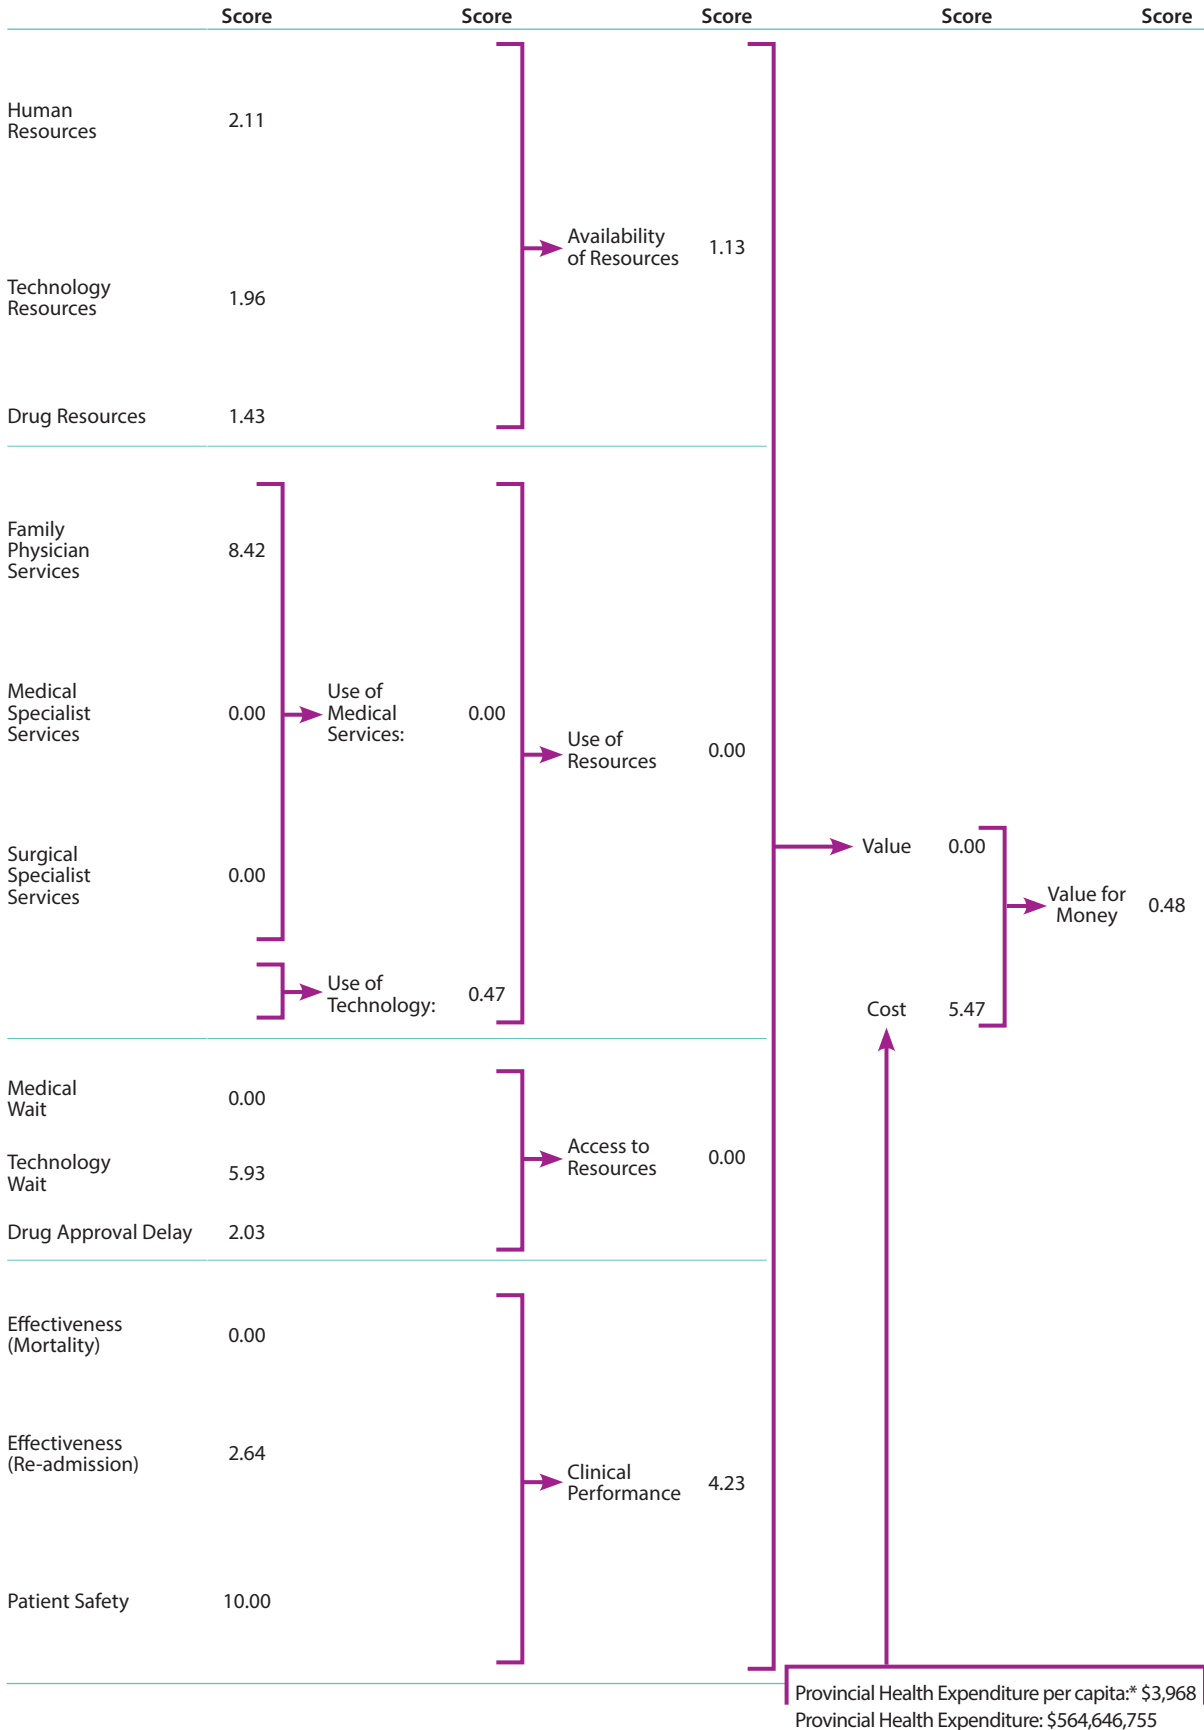 Score Score Score Score Score
Human
Resources
2.11
Availability
of Resources
1.13
Technology
Resources
1.96
Drug Resources 1.43
Family
Physician
Services
8.42
Medical
Specialist
Services
0.00
Use of
Medical
Services:
0.00
Use of
Resources
0.00
Surgical
Specialist
Services
0.00
Value 0.00
Value for
Money
0.48
Use of
Technology:
0.47
Cost 5.47
Medical
Wait
0.00
Technology
Wait
5.93
Access to
Resources
0.00
Drug Approval Delay 2.03
Effectiveness
(Mortality)
0.00
Effectiveness
(Re-admission)
2.64
Clinical
Performance
4.23
Patient Safety 10.00
Provincial Health Expenditure per capita:* $3,968
Provincial Health Expenditure: $564,646,755